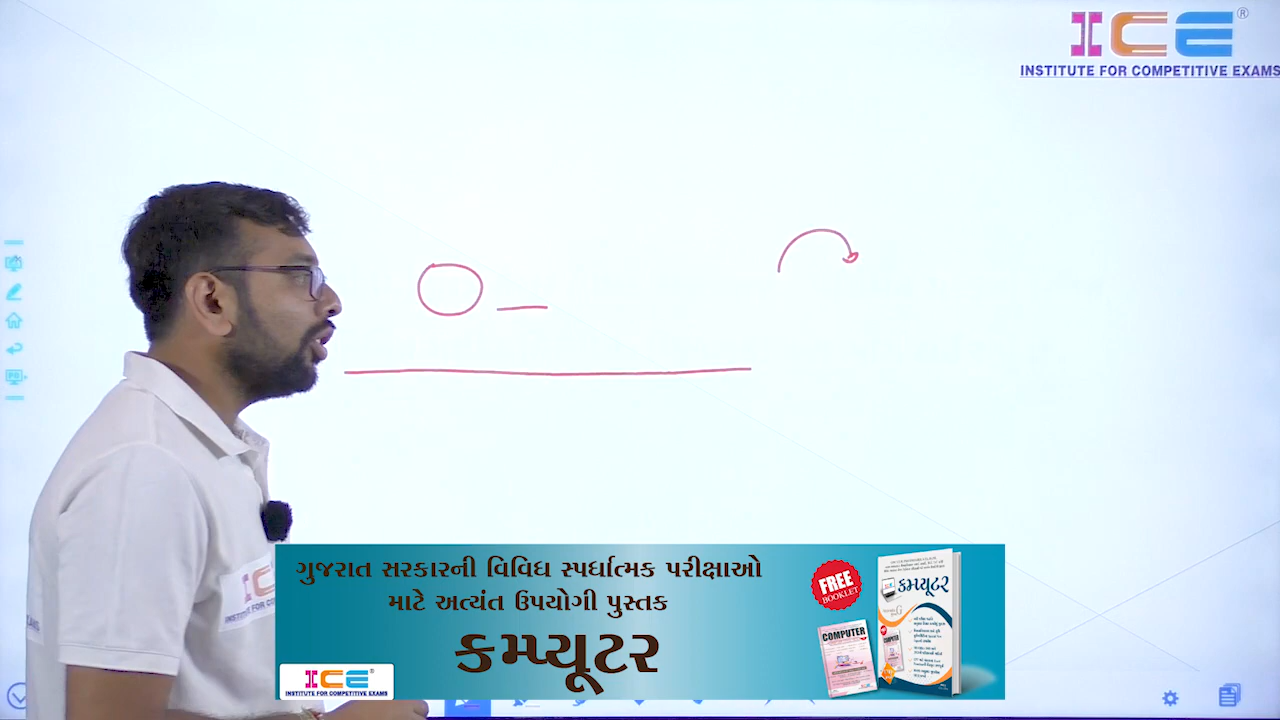 ICE®
INSTITUTE FOR COMPETITIVE EXAMS
ગુજરાત સરકારની વિવિધ સ્પર્ધાત્મક પરીક્ષાઓ
માટે અત્યંત ઉપયોગી પુસ્તક
કમ્પ્યૂટર
ICE®
INSTITUTE FOR COMPETITIVE EXAMS
FREE
BOOKLET
COMPUTER
કમ્પ્યૂટર